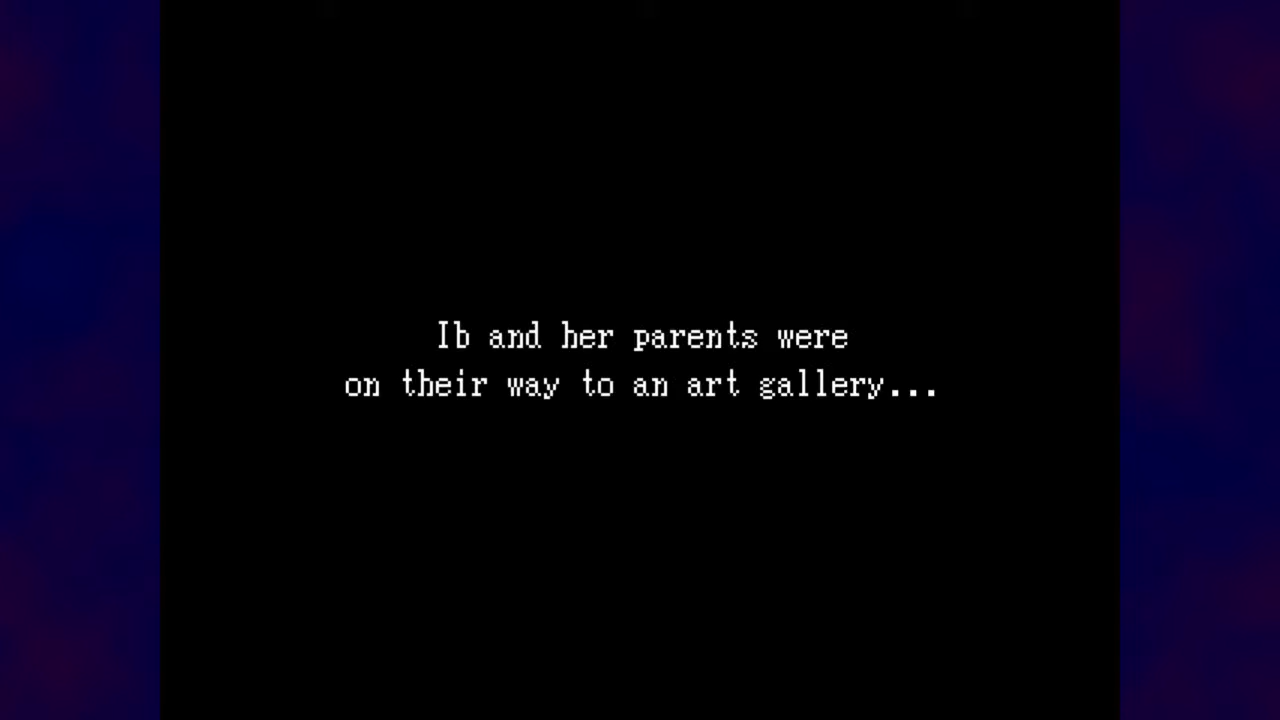 Ib and her parents were
on their way to an art gallery...